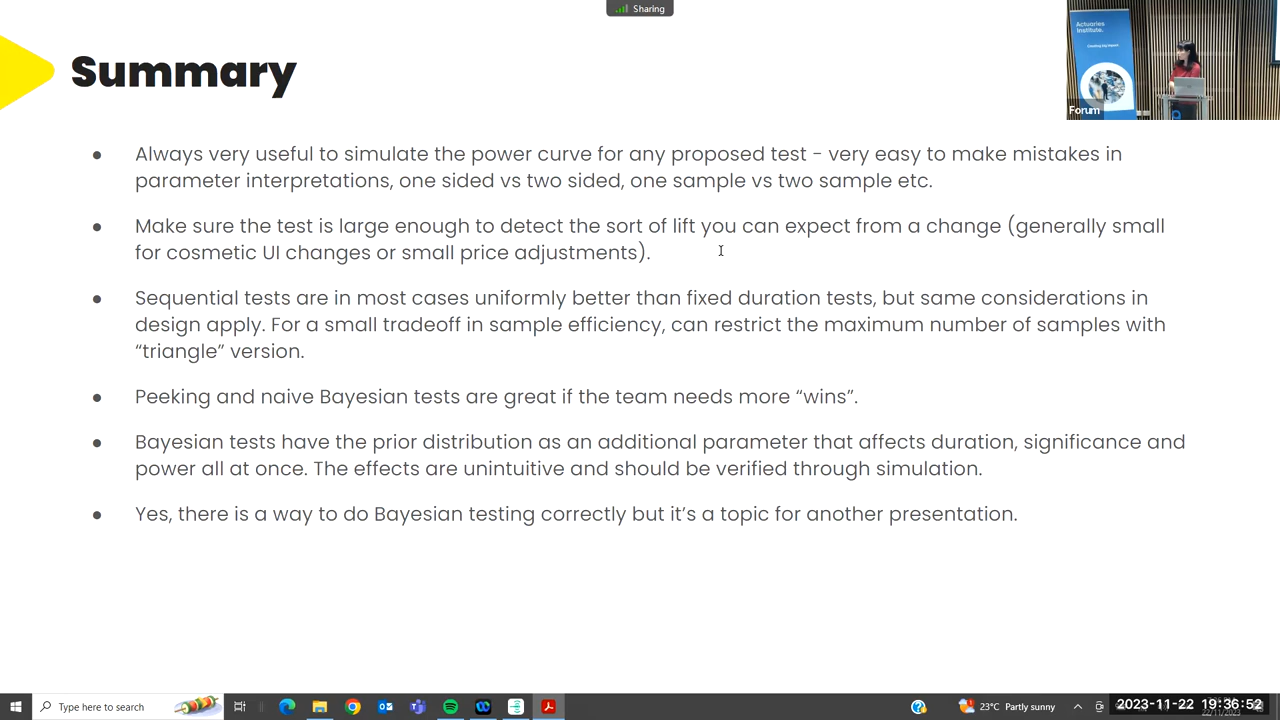 Sharing
Actuaries
Institute.
Forum
Summary
● Always very useful to simulate the power curve for any proposed test - very easy to make mistakes in
parameter interpretations, one sided vs two sided, one sample vs two sample etc.
● Make sure the test is large enough to detect the sort of lift you can expect from a change (generally small
for cosmetic UI changes or small price adjustments).
● Sequential tests are in most cases uniformly better than fixed duration tests, but same considerations in
design apply. For a small tradeoff in sample efficiency, can restrict the maximum number of samples with
“triangle” version.
● Peeking and naive Bayesian tests are great if the team needs more “wins”.
● Bayesian tests have the prior distribution as an additional parameter that affects duration, significance and
power all at once. The effects are unintuitive and should be verified through simulation.
● Yes, there is a way to do Bayesian testing correctly but it’s a topic for another presentation.
Type here to search
23°C Partly sunny
2023-11-22 19:36:52